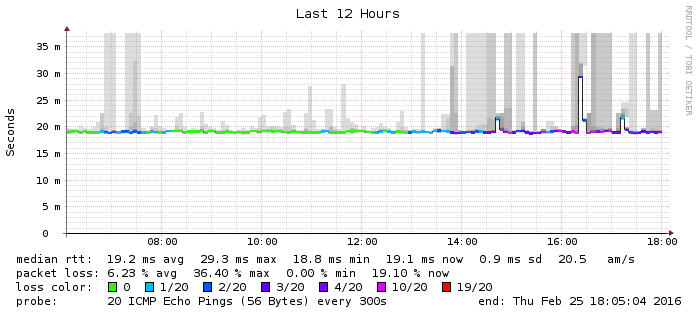 Last 12 Hours
RRDTOOL / TOBI OETIKER
Seconds
35 m
30 m
25 m
20 m
15 m
10 m
5 m
0
08:00 10:00 12:00 14:00 16:00 18:00
median rtt: 19.2 ms avg 29.3 ms max 18.8 ms min 19.1 ms now 0.9 ms sd 20.5 am/s
packet loss: 6.23 % avg 36.40 % max 0.00 % min 19.10 % now
loss color: 0 1/20 2/20 3/20 4/20 10/20 19/20
probe: 20 ICMP Echo Pings (56 Bytes) every 300s end: Thu Feb 25 18:05:04 2016